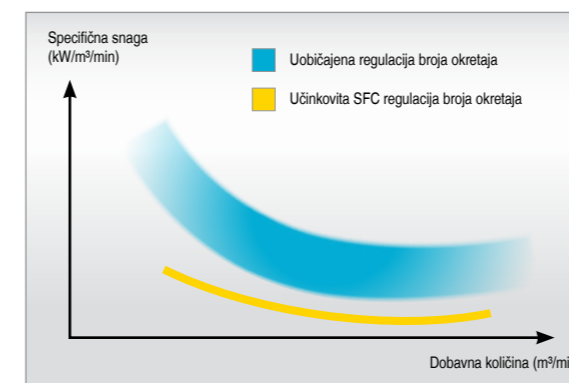 Specifična snaga
(kW/m³/min)
Uobičajena regulacija broja okretaja
Učinkovita SFC regulacija broja okretaja
Dobavna količina (m³/mi